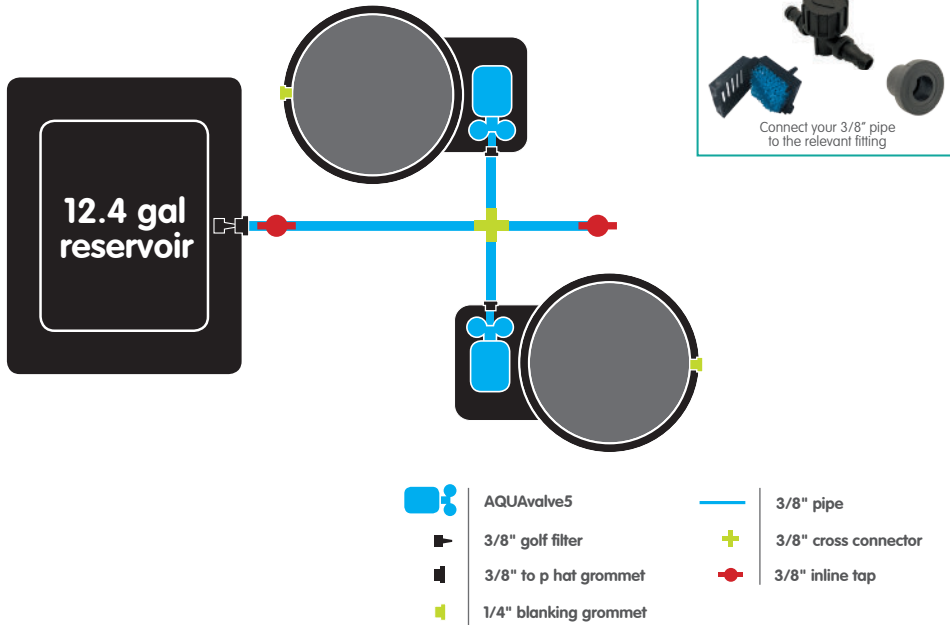 Connect your 3/8" pipe
to the relevant fitting
12.4 gal
reservoir
AQUAvalve5
3/8" golf filter
3/8" to p hat grommet
1/4" blanking grommet
3/8" pipe
3/8" cross connector
3/8" inline tap